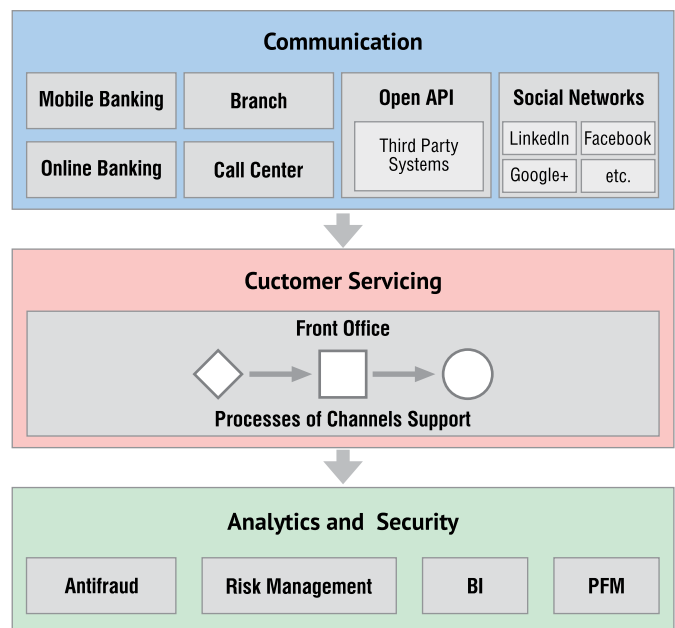 Communication
Mobile Banking
Branch
Open API
Social Networks
Third Party
Systems
LinkedIn
Facebook
Google+
etc.
Online Banking
Call Center
Cuctomer Servicing
Front Office
Processes of Channels Support
Analytics and Security
Antifraud
Risk Management
BI
PFM